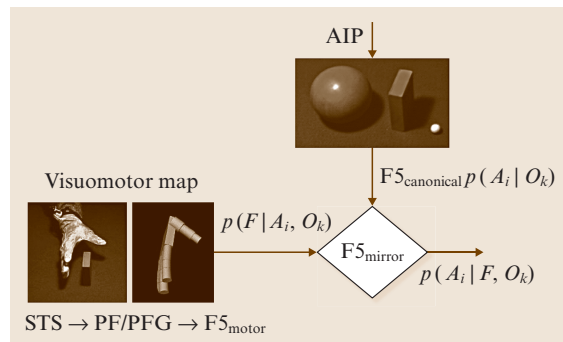 AIP
F5canonical p(Ai | Ok)
Visuomotor map
p(F | Ai, Ok)
F5mirror
p(Ai | F, Ok)
STS → PF/PFG → F5motor